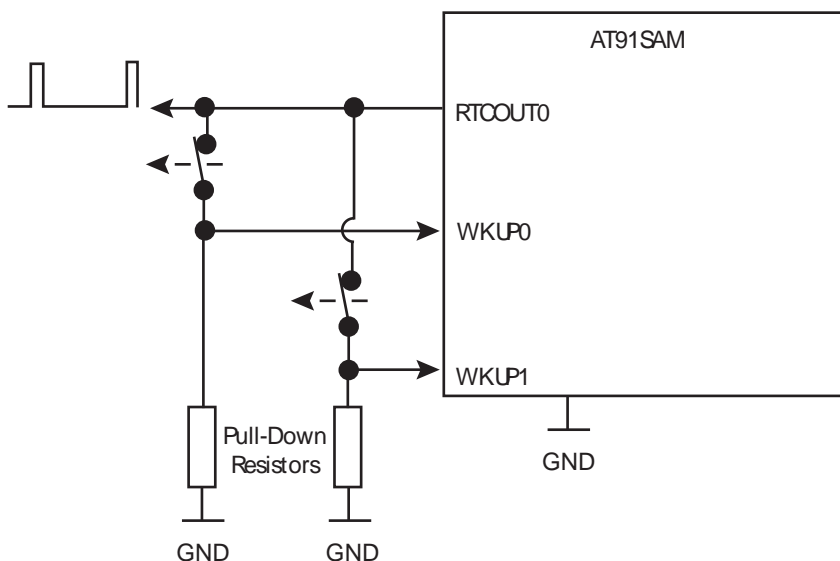 AT91SAM
RTCOUT0
WKUP0
WKUP1
Pull-Down
Resistors
GND
GND
GND